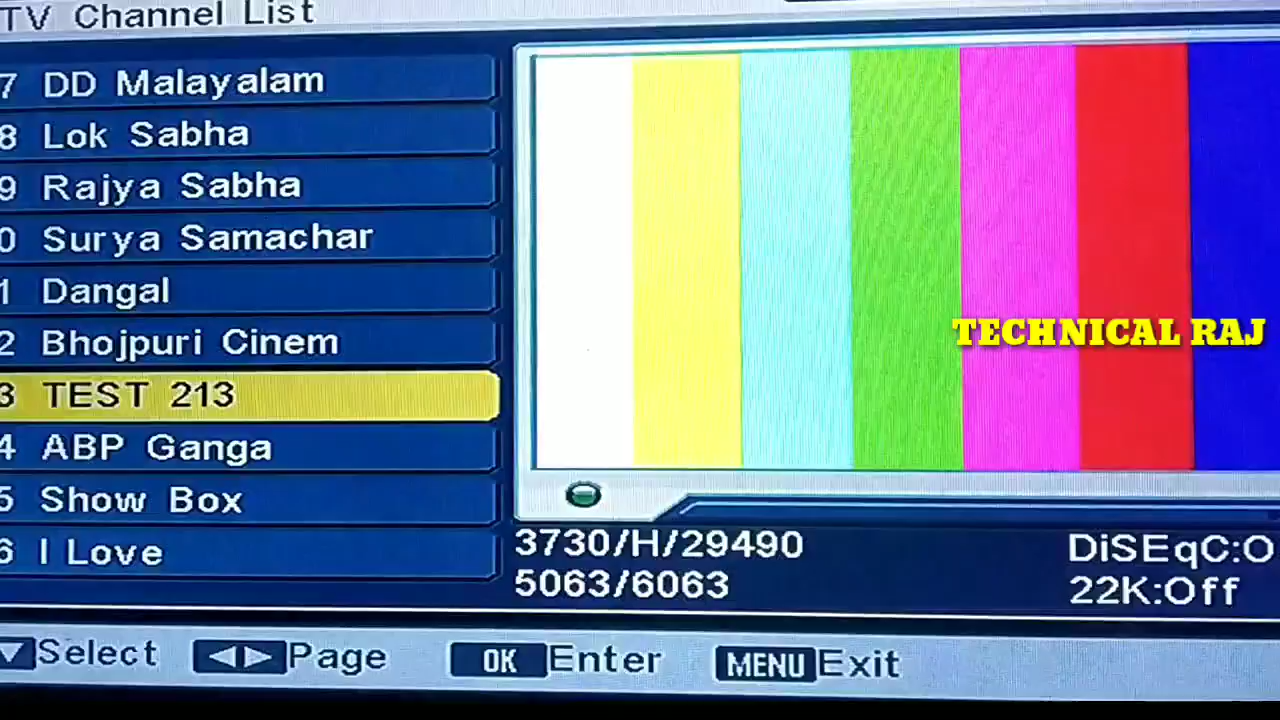 TV Channel List
7 DD Malayalam
8 Lok Sabha
9 Rajya Sabha
0 Surya Samachar
1 Dangal
2 Bhojpuri Cinem
3 TEST 213
4 ABP Ganga
5 Show Box
6 I Love
TECHNICAL RAJ
3730/H/29490 DiSEqC:O
5063/6063 22K:Off
Select Page OK Enter MENU Exit